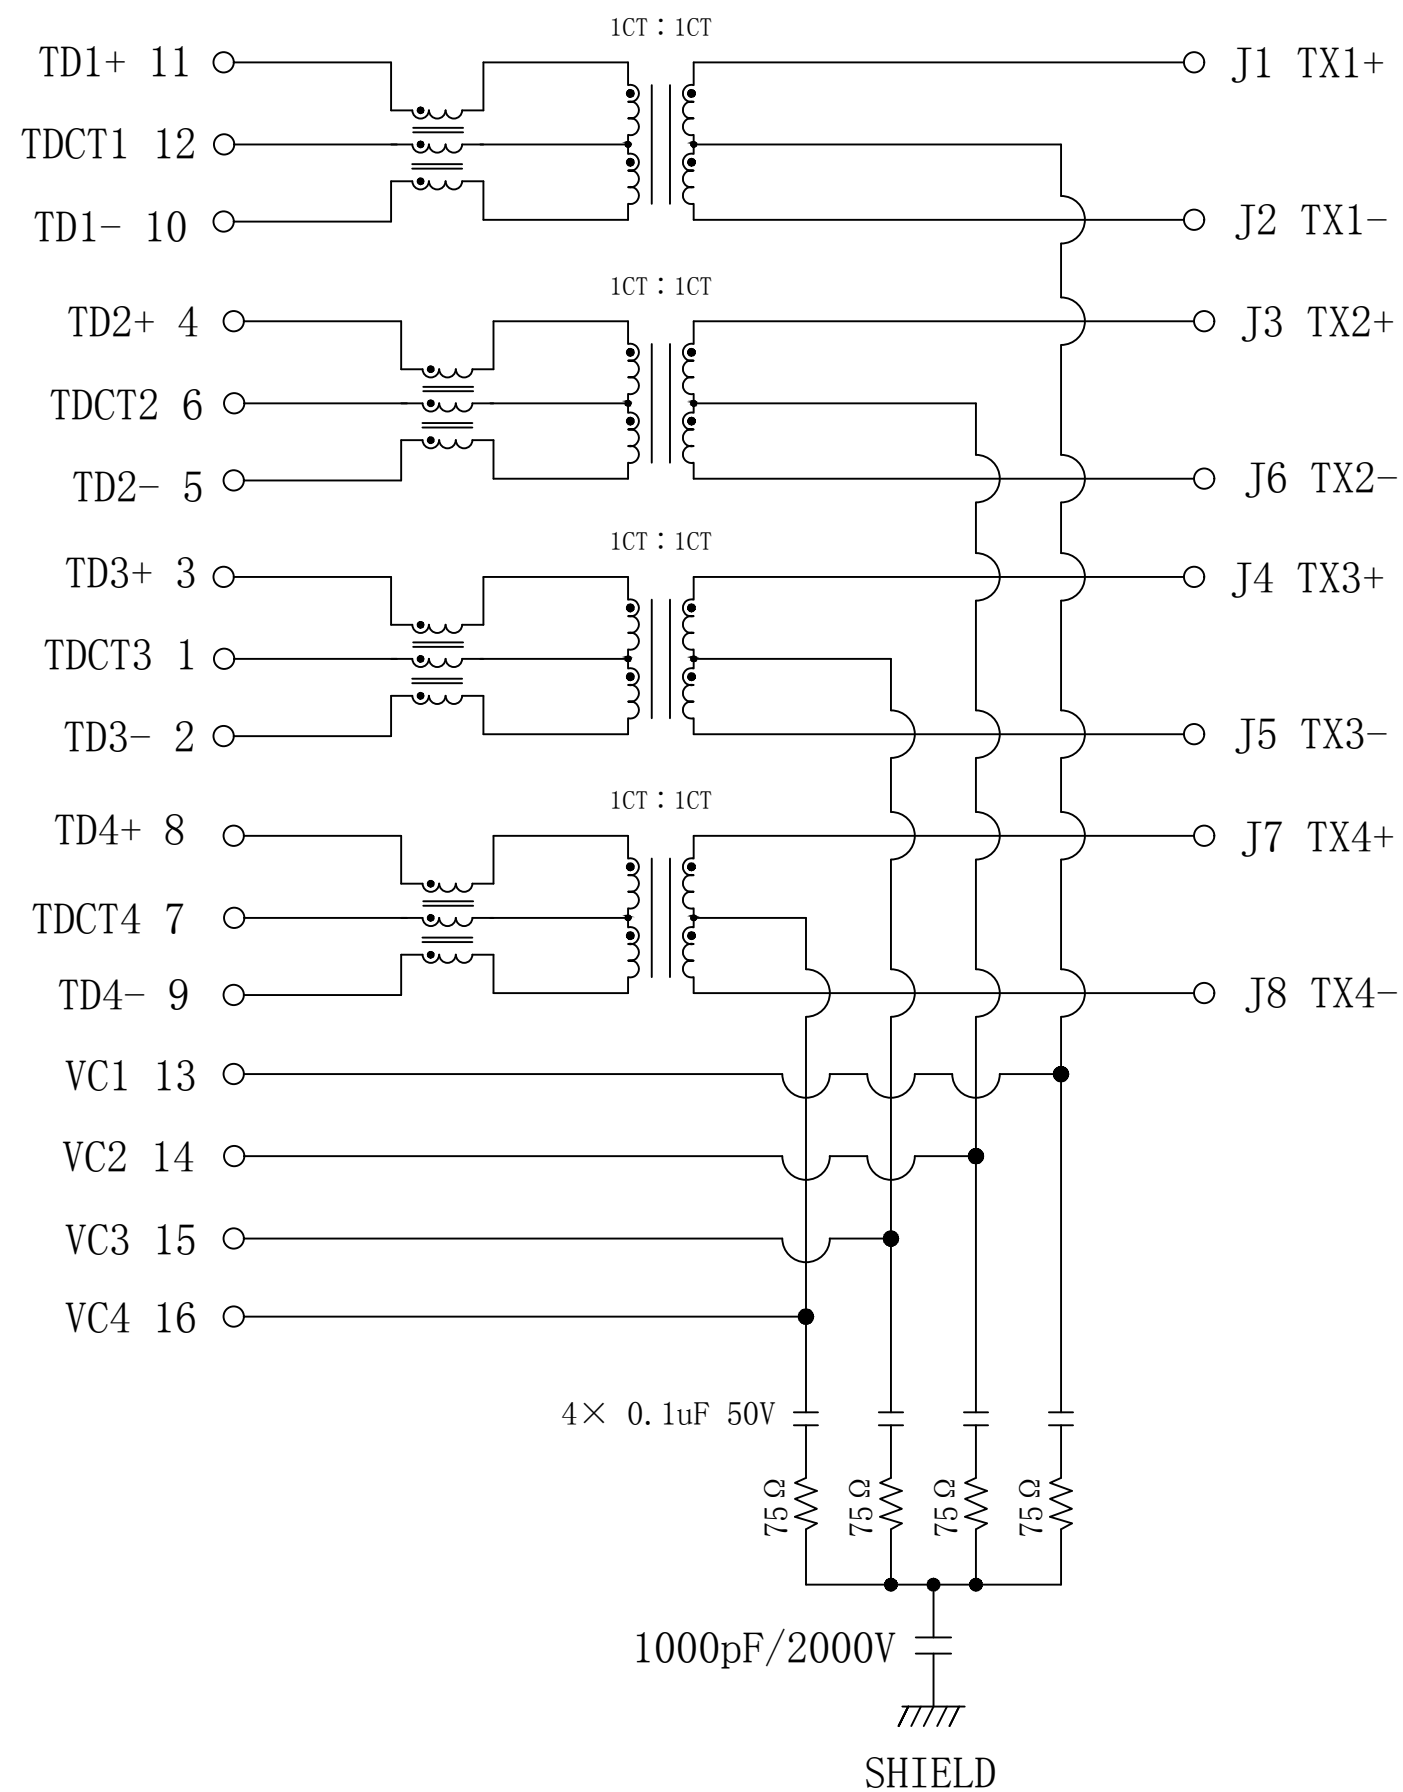 1CT：1CT
TD1+ 11
J1 TX1+
TDCT1 12
TD1- 10
J2 TX1-
1CT：1CT
TD2+ 4
J3 TX2+
TDCT2 6
TD2- 5
J6 TX2-
1CT：1CT
TD3+ 3
J4 TX3+
TDCT3 1
TD3- 2
J5 TX3-
1CT：1CT
TD4+ 8
J7 TX4+
TDCT4 7
TD4- 9
J8 TX4-
VC1 13
VC2 14
VC3 15
VC4 16
4× 0.1uF 50V
75Ω
75Ω
75Ω
75Ω
1000pF/2000V
SHIELD